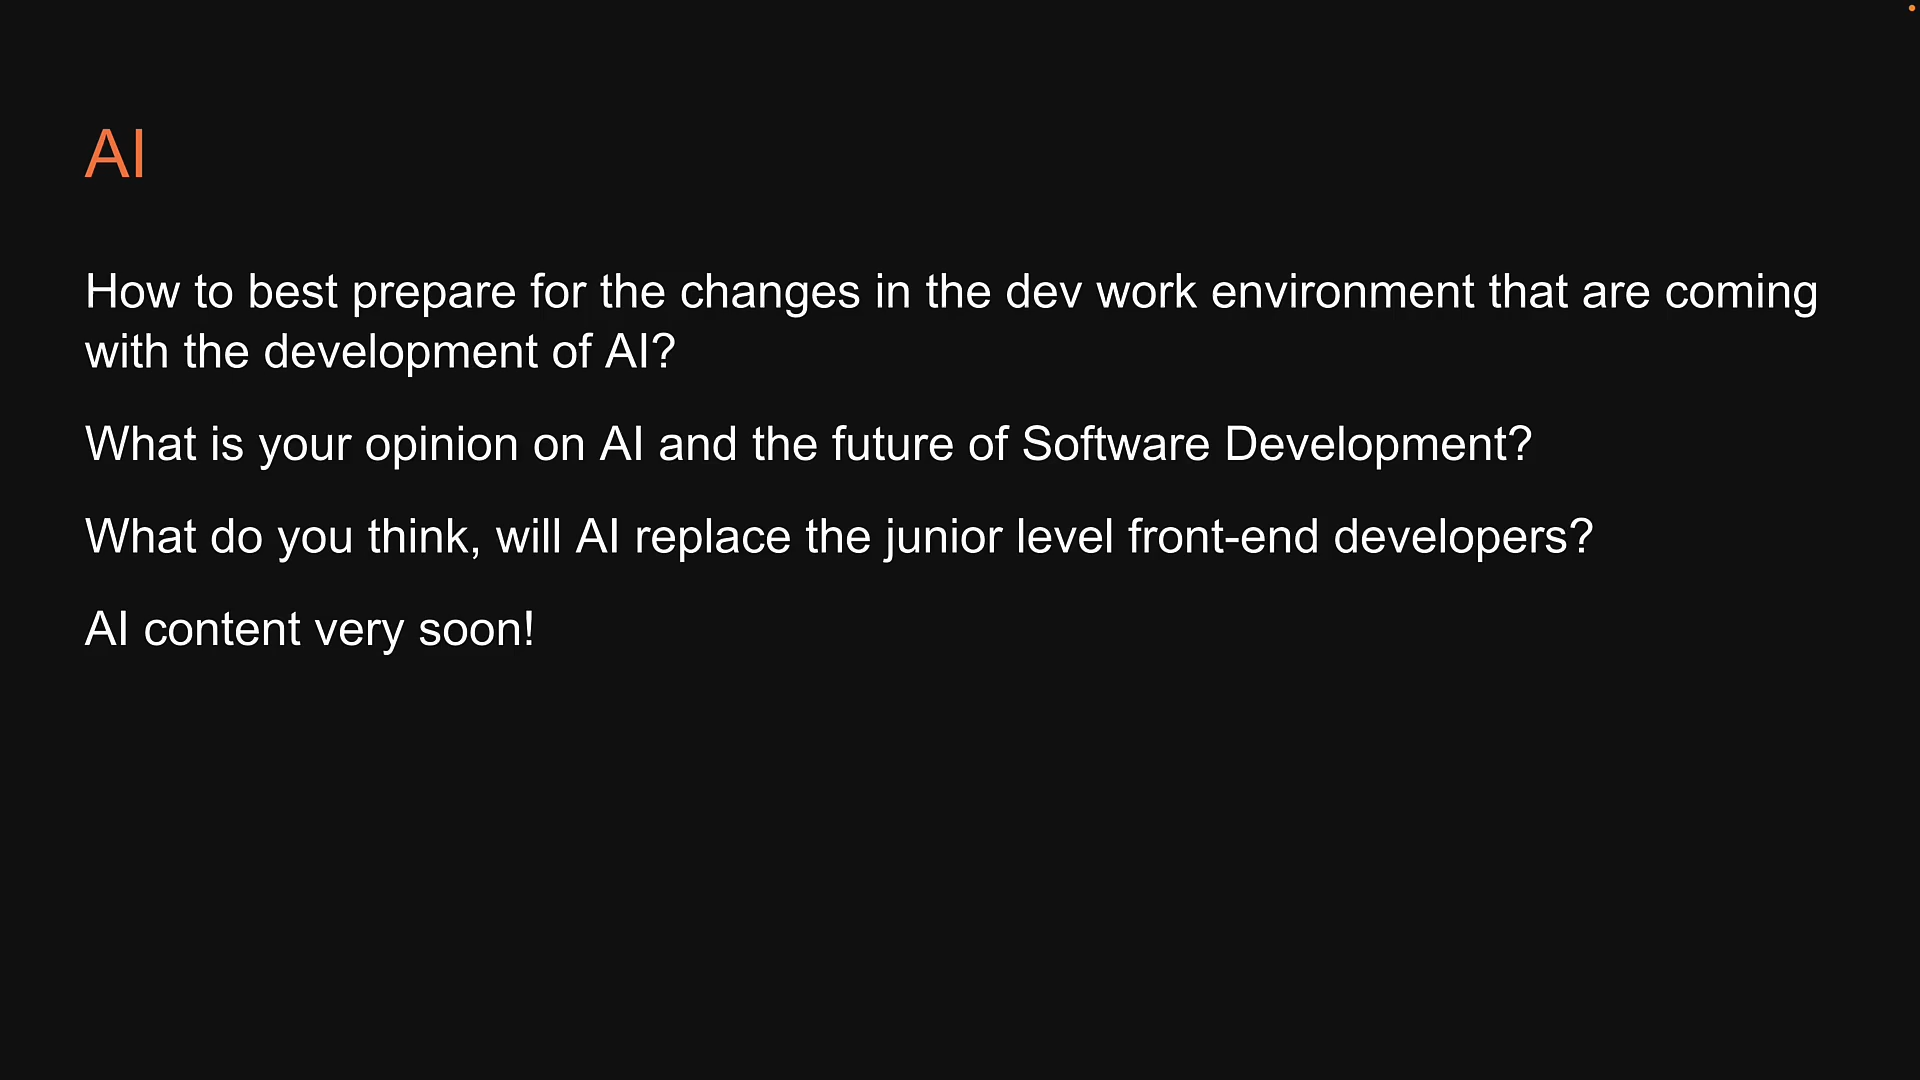 AI
How to best prepare for the changes in the dev work environment that are coming
with the development of AI?
What is your opinion on AI and the future of Software Development?
What do you think, will AI replace the junior level front-end developers?
AI content very soon!